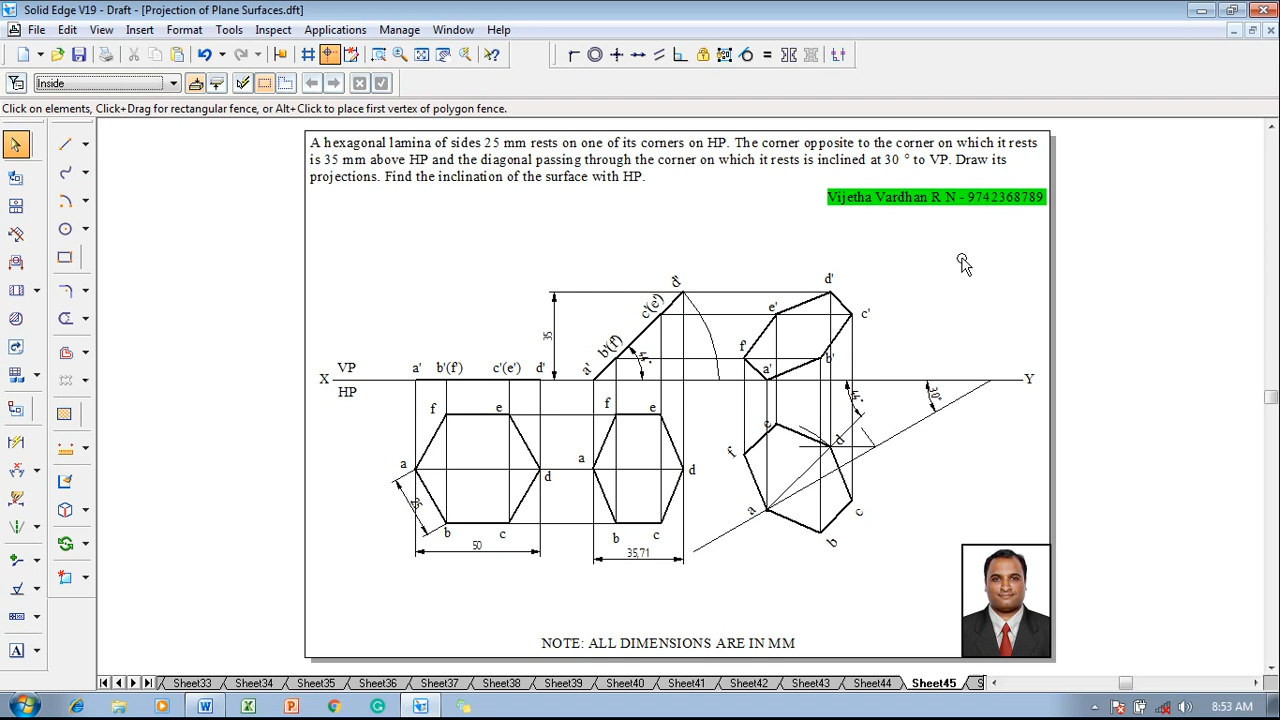 Solid Edge V19 - Draft - [Projection of Plane Surfaces.dft]
File Edit View Insert Format Tools Inspect Applications Manage Window Help
Inside
Click on elements, Click+Drag for rectangular fence, or Alt+Click to place first vertex of polygon fence.
A hexagonal lamina of sides 25 mm rests on one of its corners on HP. The corner opposite to the corner on which it rests
is 35 mm above HP and the diagonal passing through the corner on which it rests is inclined at 30 ° to VP. Draw its
projections. Find the inclination of the surface with HP.
Vijetha Vardhan R N - 9742368789
d' d'
c'(e') e' c'
35
b'(f') f' b'
44°
VP a' b'(f') c'(e') d' a' a'
X Y
HP
44° 30°
f e f e e
d
a d a d f
25 a c
b c b c b
50 35,71
NOTE: ALL DIMENSIONS ARE IN MM
Sheet33 Sheet34 Sheet35 Sheet36 Sheet37 Sheet38 Sheet39 Sheet40 Sheet41 Sheet42 Sheet43 Sheet44 Sheet45 S
8:53 AM